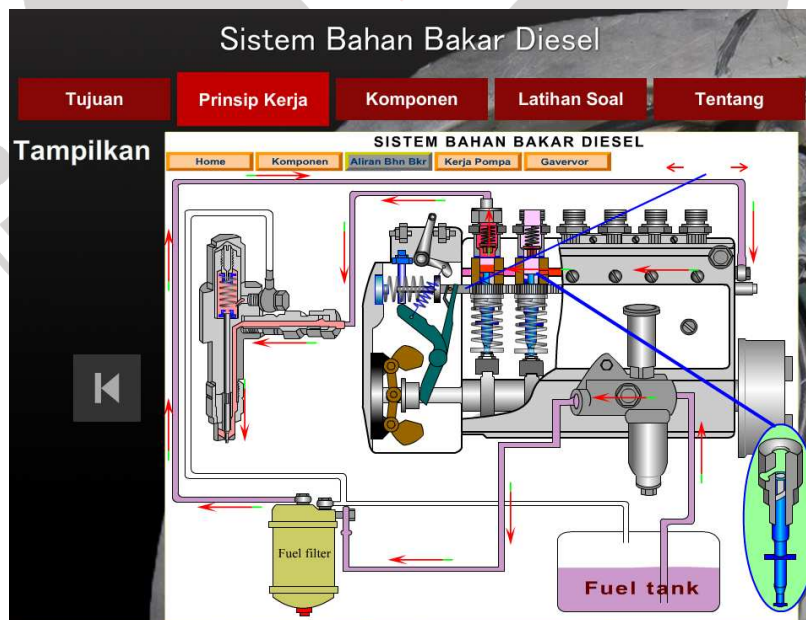 Sistem Bahan Bakar Diesel
Tujuan Prinsip Kerja Komponen Latihan Soal Tentang
Tampilkan
SISTEM BAHAN BAKAR DIESEL
Home Komponen Aliran Bhn Bkr Kerja Pompa Gavervor
Fuel filter
Fuel tank